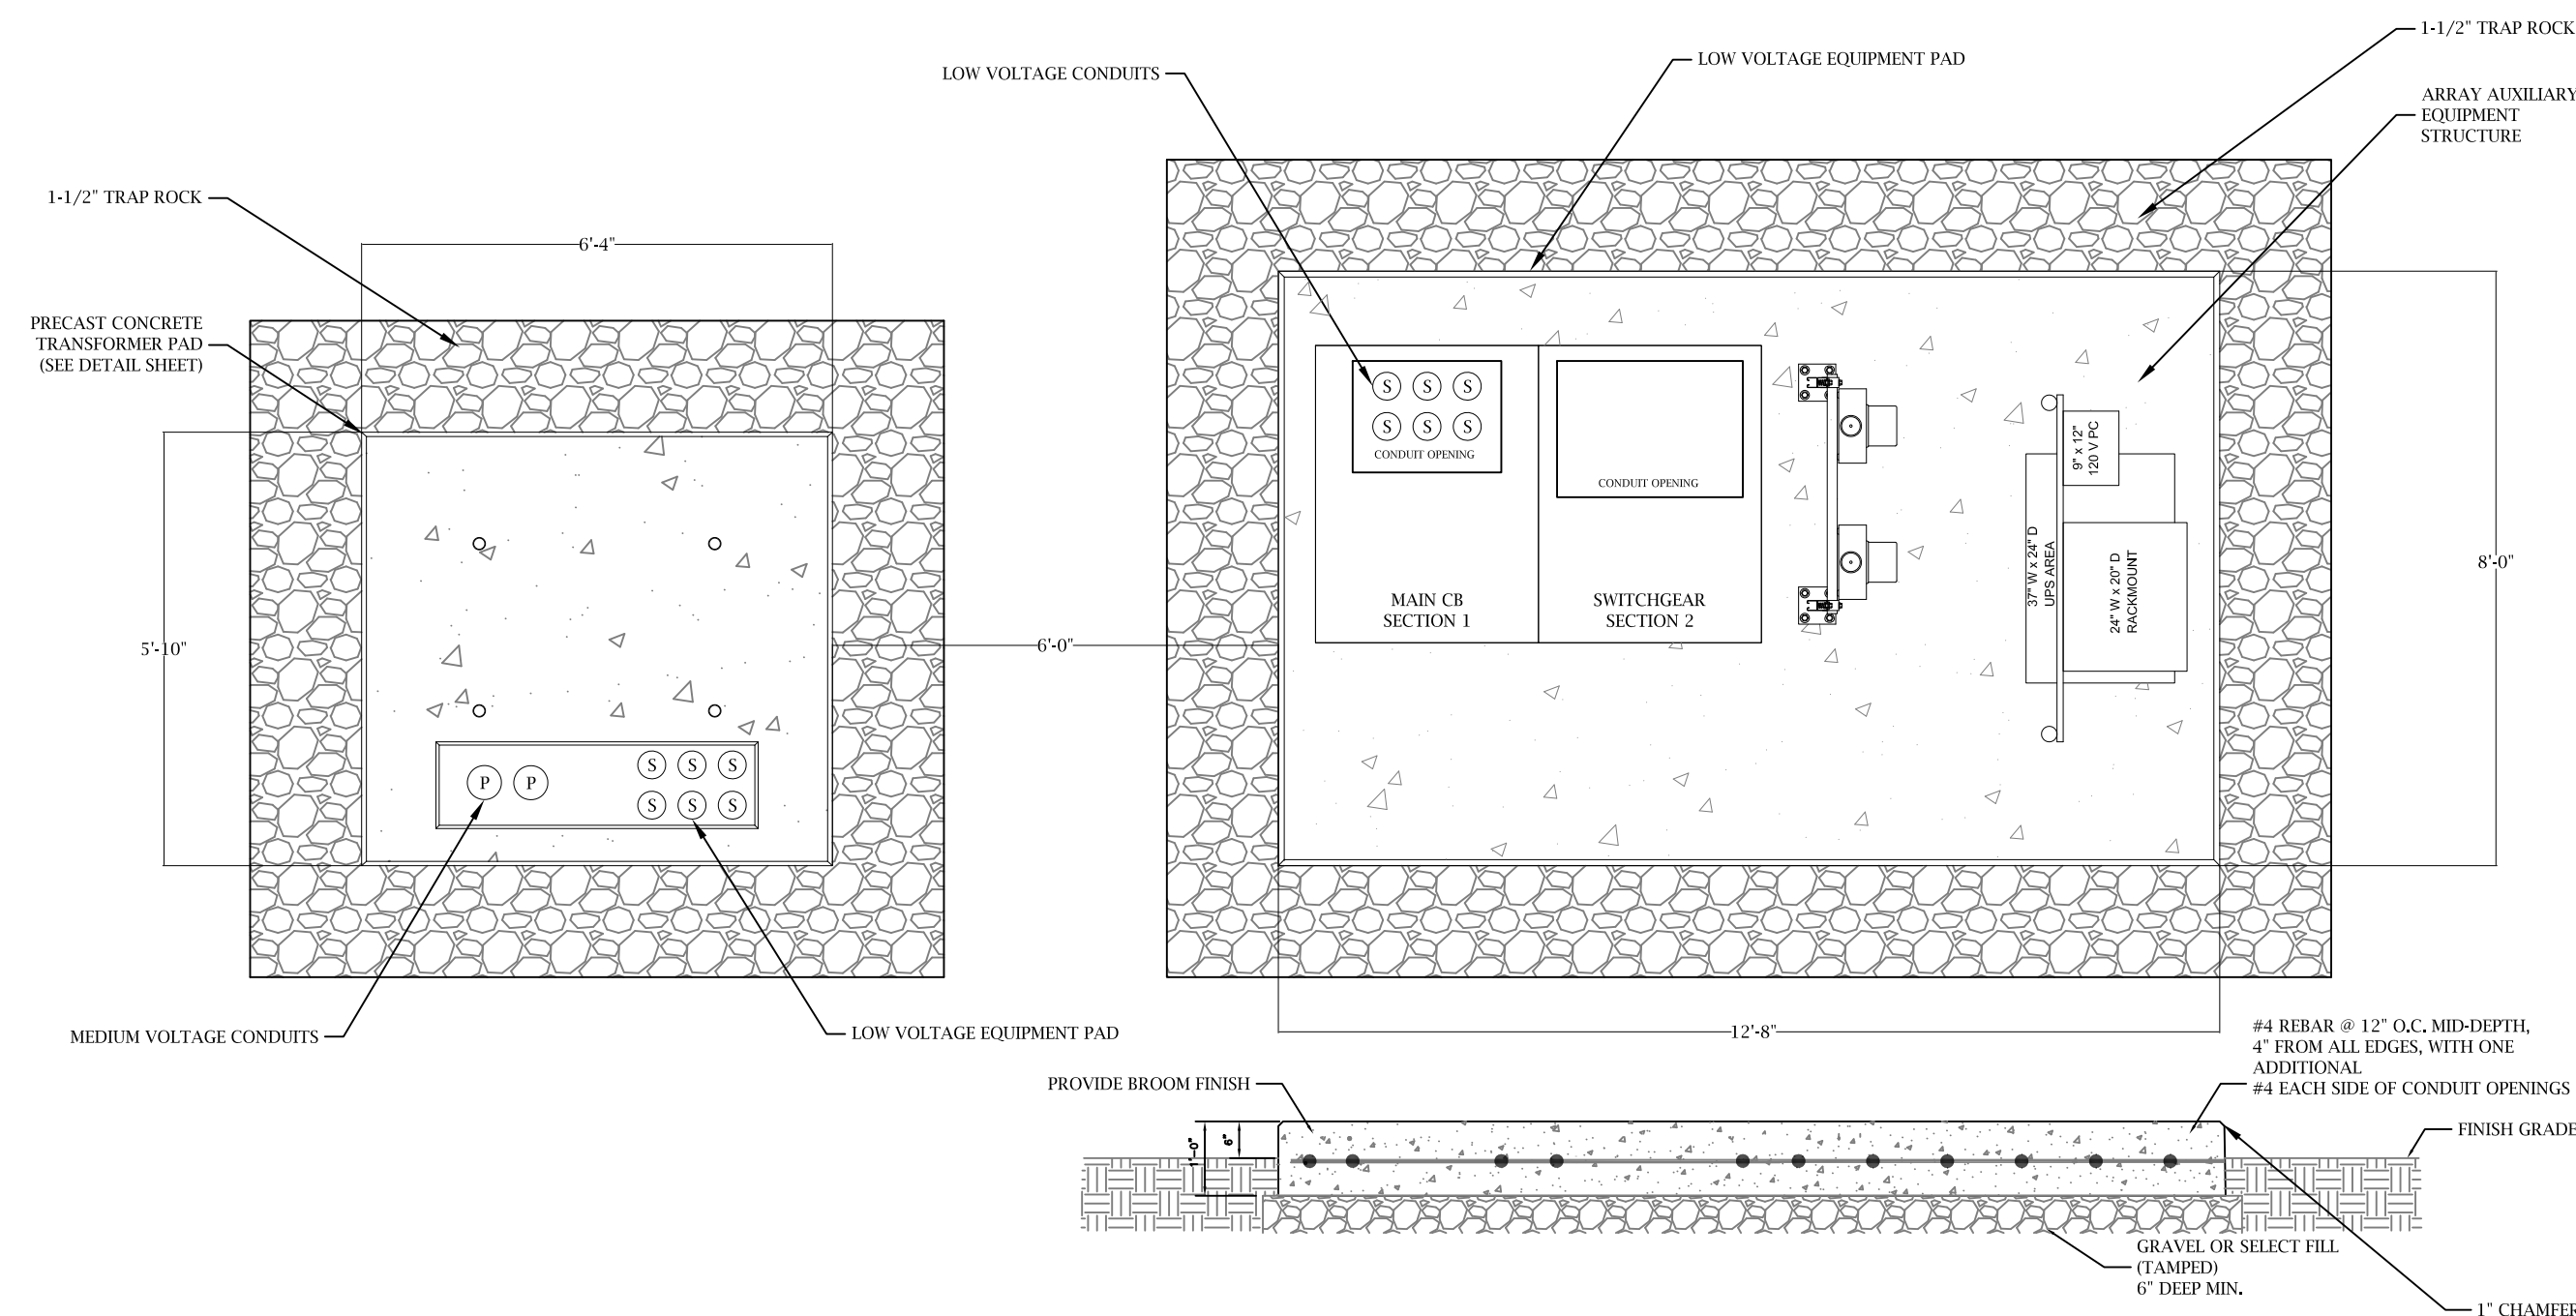 1-1/2" TRAP ROCK
LOW VOLTAGE EQUIPMENT PAD
LOW VOLTAGE CONDUITS
ARRAY AUXILIARY
EQUIPMENT
STRUCTURE
1-1/2" TRAP ROCK
6'-4"
PRECAST CONCRETE
TRANSFORMER PAD
(SEE DETAIL SHEET)
5'-10"
P P
S S S
S S S
MEDIUM VOLTAGE CONDUITS
LOW VOLTAGE EQUIPMENT PAD
6'-0"
S S S
S S S
CONDUIT OPENING
MAIN CB
SECTION 1
CONDUIT OPENING
SWITCHGEAR
SECTION 2
9" x 12"
120 V PC
37" W x 24" D
UPS AREA
24" W x 20" D
RACKMOUNT
8'-0"
12'-8"
#4 REBAR @ 12" O.C. MID-DEPTH,
4" FROM ALL EDGES, WITH ONE
ADDITIONAL
#4 EACH SIDE OF CONDUIT OPENINGS
PROVIDE BROOM FINISH
1'-0"
6"
FINISH GRADE
GRAVEL OR SELECT FILL
(TAMPED)
6" DEEP MIN.
1" CHAMFER